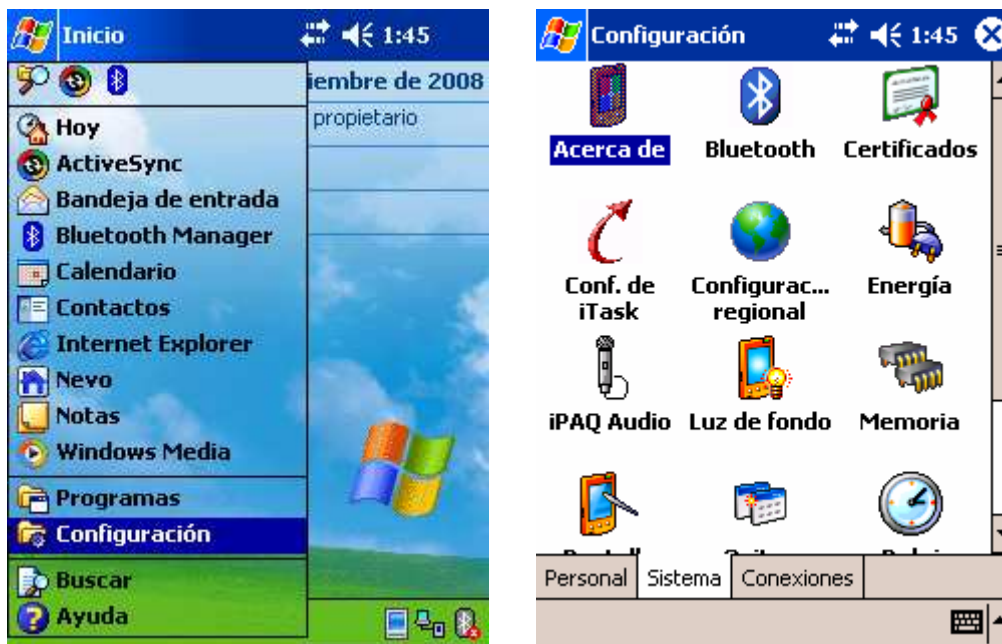 Inicio
1:45
iembre de 2008
propietario
Hoy
ActiveSync
Bandeja de entrada
Bluetooth Manager
Calendario
Contactos
Internet Explorer
Nevo
Notas
Windows Media
Programas
Configuración
Buscar
Ayuda
Configuración
1:45
Acerca de
Bluetooth
Certificados
Conf. de
iTask
Configurac...
regional
Energía
iPAQ Audio
Luz de fondo
Memoria
Personal
Sistema
Conexiones